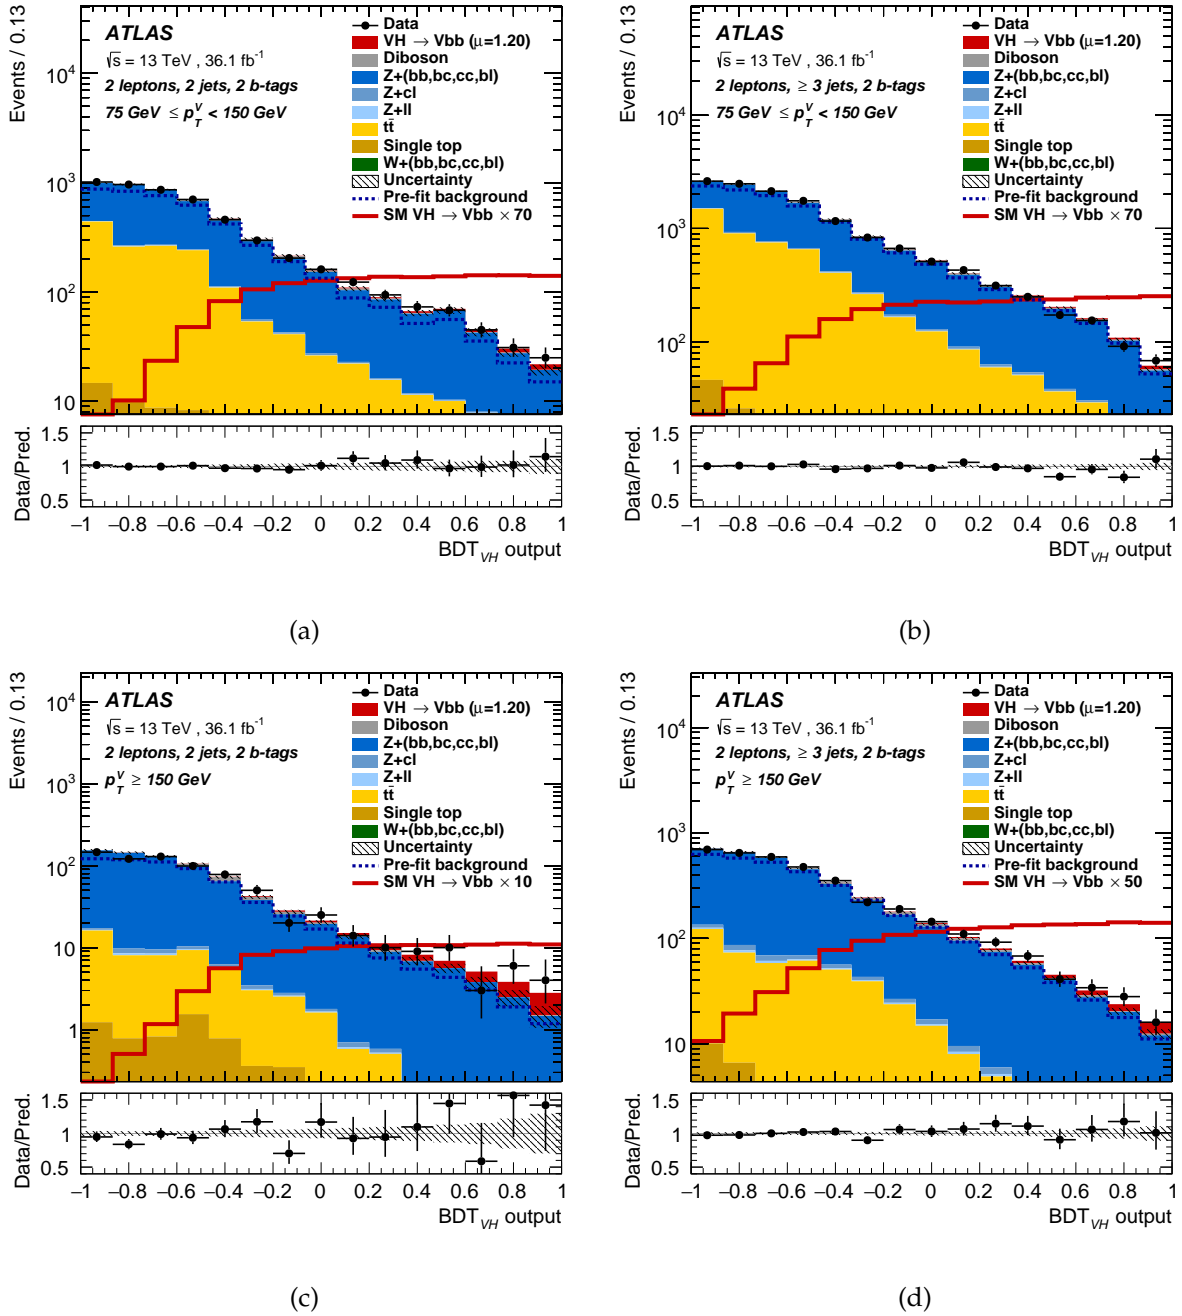 Events / 0.13
10⁴
10³
10²
10
ATLAS
√s = 13 TeV , 36.1 fb⁻¹
2 leptons, 2 jets, 2 b-tags
75 GeV ≤ p_T^V < 150 GeV
Data
VH → Vbb (μ=1.20)
Diboson
Z+(bb,bc,cc,bl)
Z+cl
Z+ll
tt̄
Single top
W+(bb,bc,cc,bl)
Uncertainty
Pre-fit background
SM VH → Vbb × 70
Data/Pred.
1.5
1
0.5
−1 −0.8 −0.6 −0.4 −0.2 0 0.2 0.4 0.6 0.8 1
BDT_VH output
(a)
Events / 0.13
10⁴
10³
10²
ATLAS
√s = 13 TeV , 36.1 fb⁻¹
2 leptons, ≥ 3 jets, 2 b-tags
75 GeV ≤ p_T^V < 150 GeV
Data
VH → Vbb (μ=1.20)
Diboson
Z+(bb,bc,cc,bl)
Z+cl
Z+ll
tt̄
Single top
W+(bb,bc,cc,bl)
Uncertainty
Pre-fit background
SM VH → Vbb × 70
Data/Pred.
1.5
1
0.5
−1 −0.8 −0.6 −0.4 −0.2 0 0.2 0.4 0.6 0.8 1
BDT_VH output
(b)
Events / 0.13
10⁴
10³
10²
10
1
ATLAS
√s = 13 TeV , 36.1 fb⁻¹
2 leptons, 2 jets, 2 b-tags
p_T^V ≥ 150 GeV
Data
VH → Vbb (μ=1.20)
Diboson
Z+(bb,bc,cc,bl)
Z+cl
Z+ll
tt̄
Single top
W+(bb,bc,cc,bl)
Uncertainty
Pre-fit background
SM VH → Vbb × 10
Data/Pred.
1.5
1
0.5
−1 −0.8 −0.6 −0.4 −0.2 0 0.2 0.4 0.6 0.8 1
BDT_VH output
(c)
Events / 0.13
10⁴
10³
10²
10
ATLAS
√s = 13 TeV , 36.1 fb⁻¹
2 leptons, ≥ 3 jets, 2 b-tags
p_T^V ≥ 150 GeV
Data
VH → Vbb (μ=1.20)
Diboson
Z+(bb,bc,cc,bl)
Z+cl
Z+ll
tt̄
Single top
W+(bb,bc,cc,bl)
Uncertainty
Pre-fit background
SM VH → Vbb × 50
Data/Pred.
1.5
1
0.5
−1 −0.8 −0.6 −0.4 −0.2 0 0.2 0.4 0.6 0.8 1
BDT_VH output
(d)